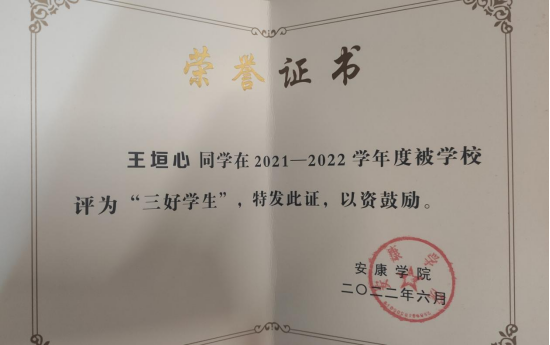 荣誉证书
王垣心 同学在2021—2022学年度被学校
评为“三好学生”，特发此证，以资鼓励。
安康学院
二〇二二年六月